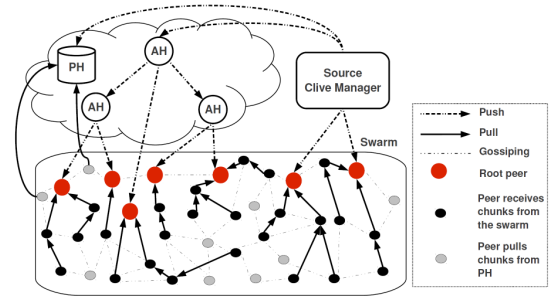 PH
AH
AH
AH
Source
Clive Manager
Swarm
Push
Pull
Gossiping
Root peer
Peer receives
chunks from
the swarm
Peer pulls
chunks from
PH